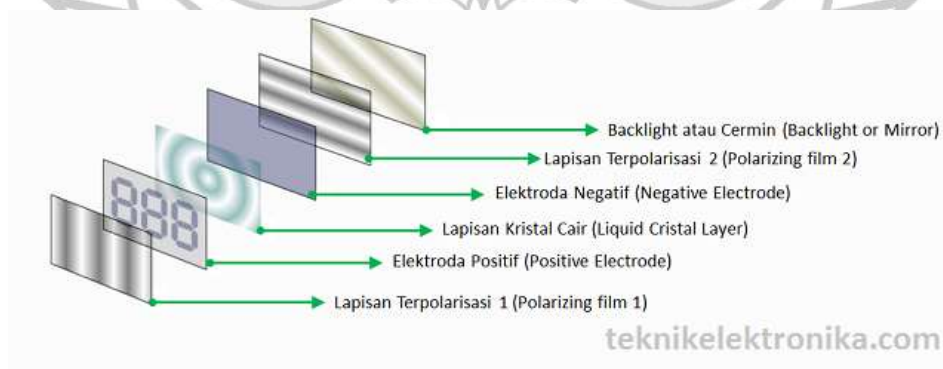 Backlight atau Cermin (Backlight or Mirror)
Lapisan Terpolarisasi 2 (Polarizing film 2)
Elektroda Negatif (Negative Electrode)
888
Lapisan Kristal Cair (Liquid Cristal Layer)
Elektroda Positif (Positive Electrode)
Lapisan Terpolarisasi 1 (Polarizing film 1)
teknikelektronika.com